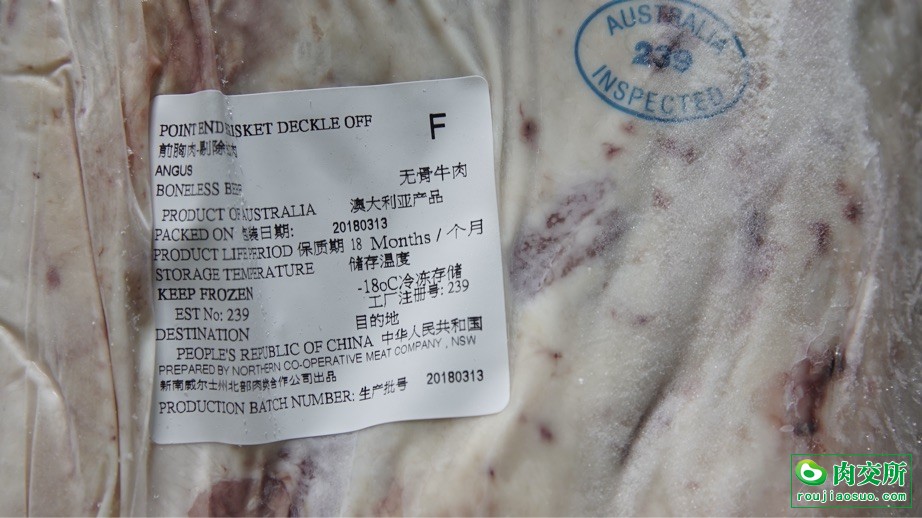 AUSTRALIA
239
INSPECTED
POINT END BRISKET DECKLE OFF
F
前胸肉-剔除
ANGUS
BONELESS BEEF
无骨牛肉
PRODUCT OF AUSTRALIA
澳大利亚产品
PACKED ON 包装日期: 20180313
PRODUCT LIFEPERIOD 保质期 18 Months / 个月
STORAGE TEMPERATURE
储存温度
KEEP FROZEN
-18oC冷冻存储
EST No: 239
工厂注册号: 239
DESTINATION
目的地
PEOPLE'S REPUBLIC OF CHINA 中华人民共和国
PREPARED BY NORTHERN CO-OPERATIVE MEAT COMPANY , NSW
新南威尔士州北部肉类合作公司出品
PRODUCTION BATCH NUMBER: 生产批号 20180313
肉交所
roujiaosuo.com